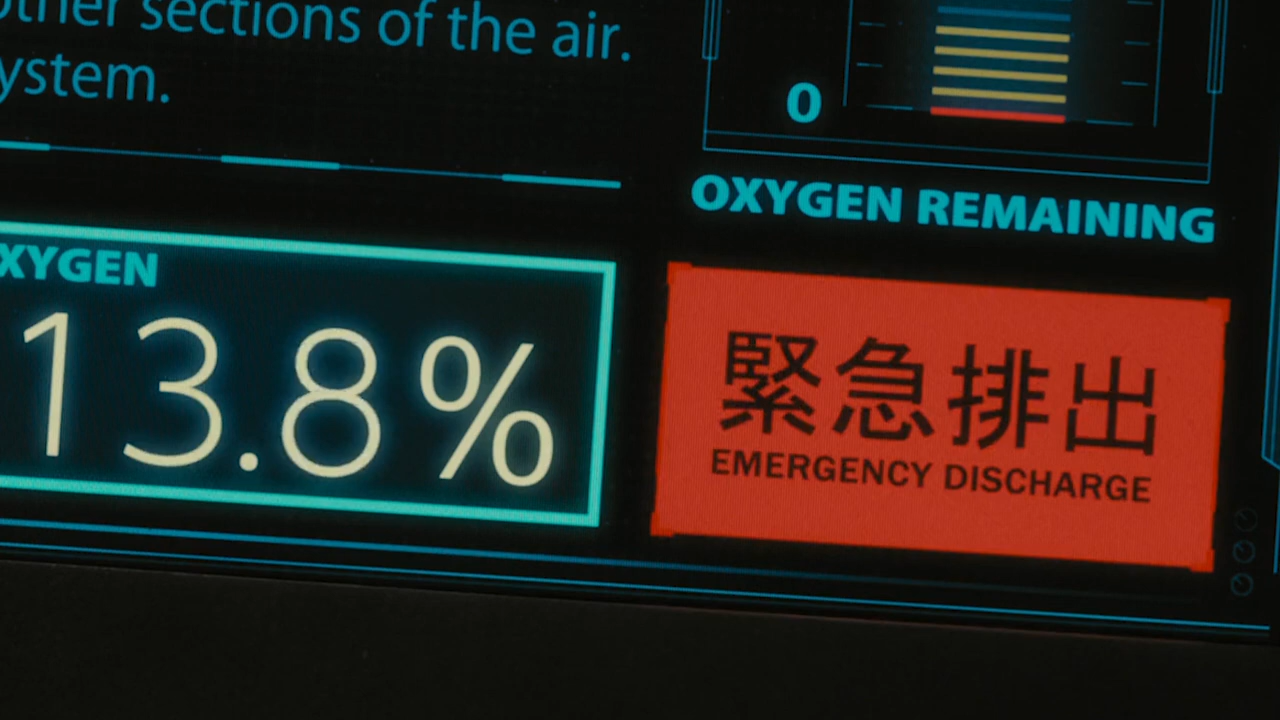 other sections of the air.
ystem.
0
OXYGEN REMAINING
XYGEN
13.8%
緊急排出
EMERGENCY DISCHARGE